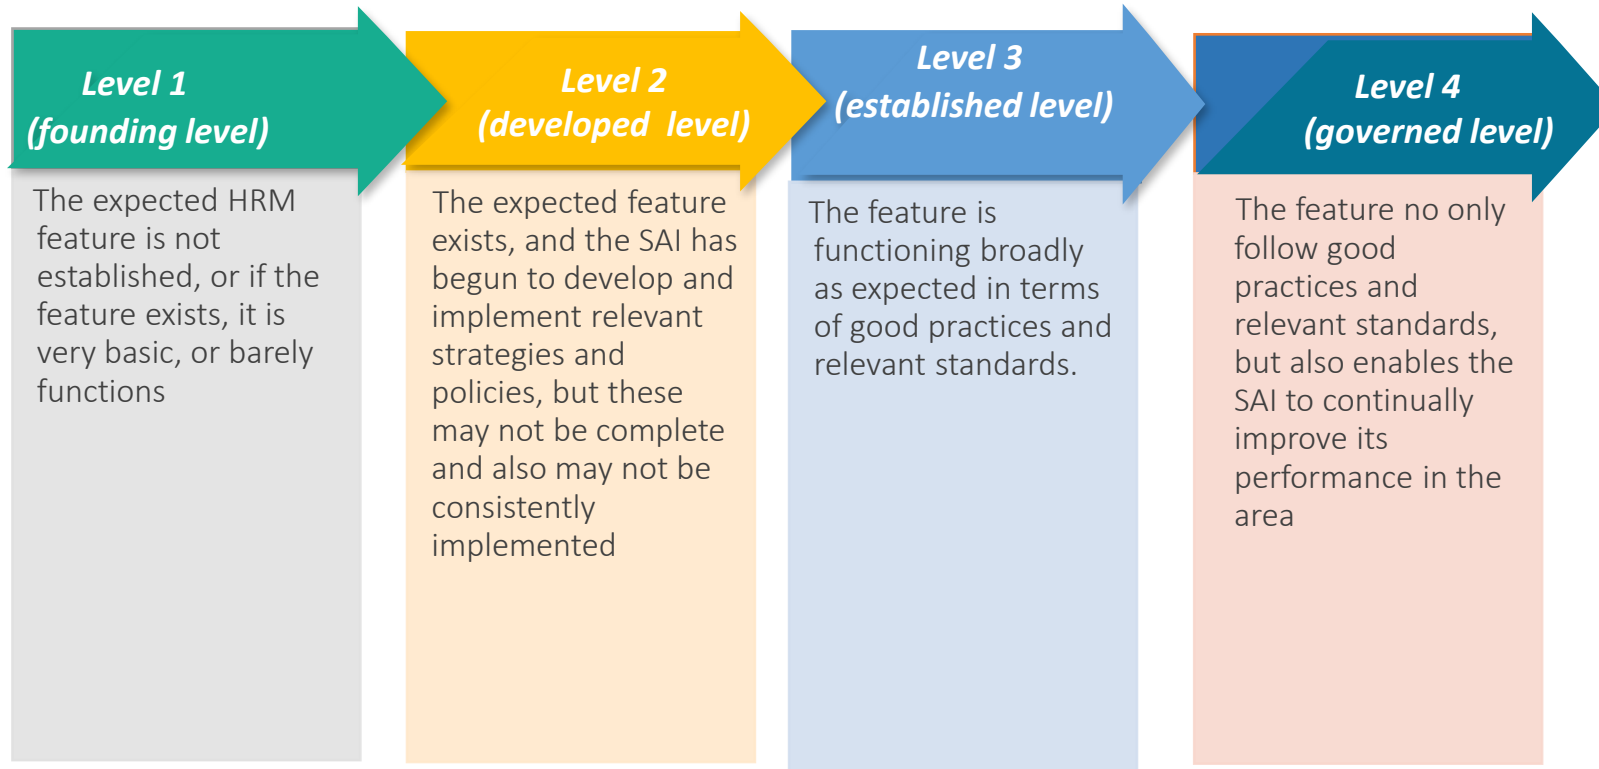 Level 1
(founding level)
The expected HRM
feature is not
established, or if the
feature exists, it is
very basic, or barely
functions
Level 2
(developed  level)
The expected feature
exists, and the SAI has
begun to develop and
implement relevant
strategies and
policies, but these
may not be complete
and also may not be
consistently
implemented
Level 3
(established level)
The feature is
functioning broadly
as expected in terms
of good practices and
relevant standards.
Level 4
(governed level)
The feature no only
follow good
practices and
relevant standards,
but also enables the
SAI to continually
improve its
performance in the
area